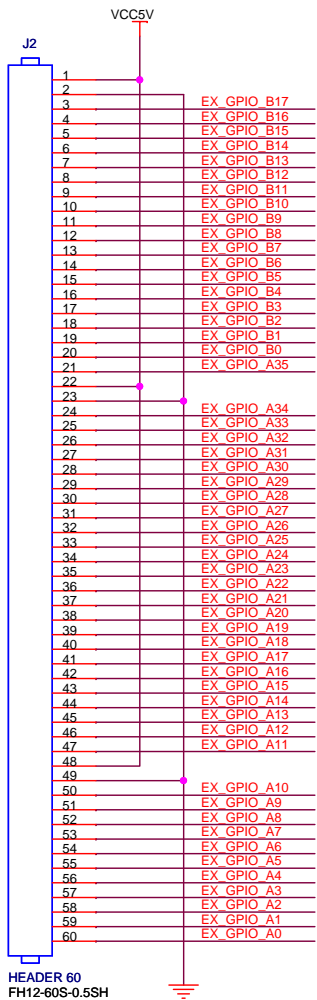 VCC5V
J2
1
2
3 EX_GPIO_B17
4 EX_GPIO_B16
5 EX_GPIO_B15
6 EX_GPIO_B14
7 EX_GPIO_B13
8 EX_GPIO_B12
9 EX_GPIO_B11
10 EX_GPIO_B10
11 EX_GPIO_B9
12 EX_GPIO_B8
13 EX_GPIO_B7
14 EX_GPIO_B6
15 EX_GPIO_B5
16 EX_GPIO_B4
17 EX_GPIO_B3
18 EX_GPIO_B2
19 EX_GPIO_B1
20 EX_GPIO_B0
21 EX_GPIO_A35
22
23
24 EX_GPIO_A34
25 EX_GPIO_A33
26 EX_GPIO_A32
27 EX_GPIO_A31
28 EX_GPIO_A30
29 EX_GPIO_A29
30 EX_GPIO_A28
31 EX_GPIO_A27
32 EX_GPIO_A26
33 EX_GPIO_A25
34 EX_GPIO_A24
35 EX_GPIO_A23
36 EX_GPIO_A22
37 EX_GPIO_A21
38 EX_GPIO_A20
39 EX_GPIO_A19
40 EX_GPIO_A18
41 EX_GPIO_A17
42 EX_GPIO_A16
43 EX_GPIO_A15
44 EX_GPIO_A14
45 EX_GPIO_A13
46 EX_GPIO_A12
47 EX_GPIO_A11
48
49
50 EX_GPIO_A10
51 EX_GPIO_A9
52 EX_GPIO_A8
53 EX_GPIO_A7
54 EX_GPIO_A6
55 EX_GPIO_A5
56 EX_GPIO_A4
57 EX_GPIO_A3
58 EX_GPIO_A2
59 EX_GPIO_A1
60 EX_GPIO_A0
HEADER 60
FH12-60S-0.5SH